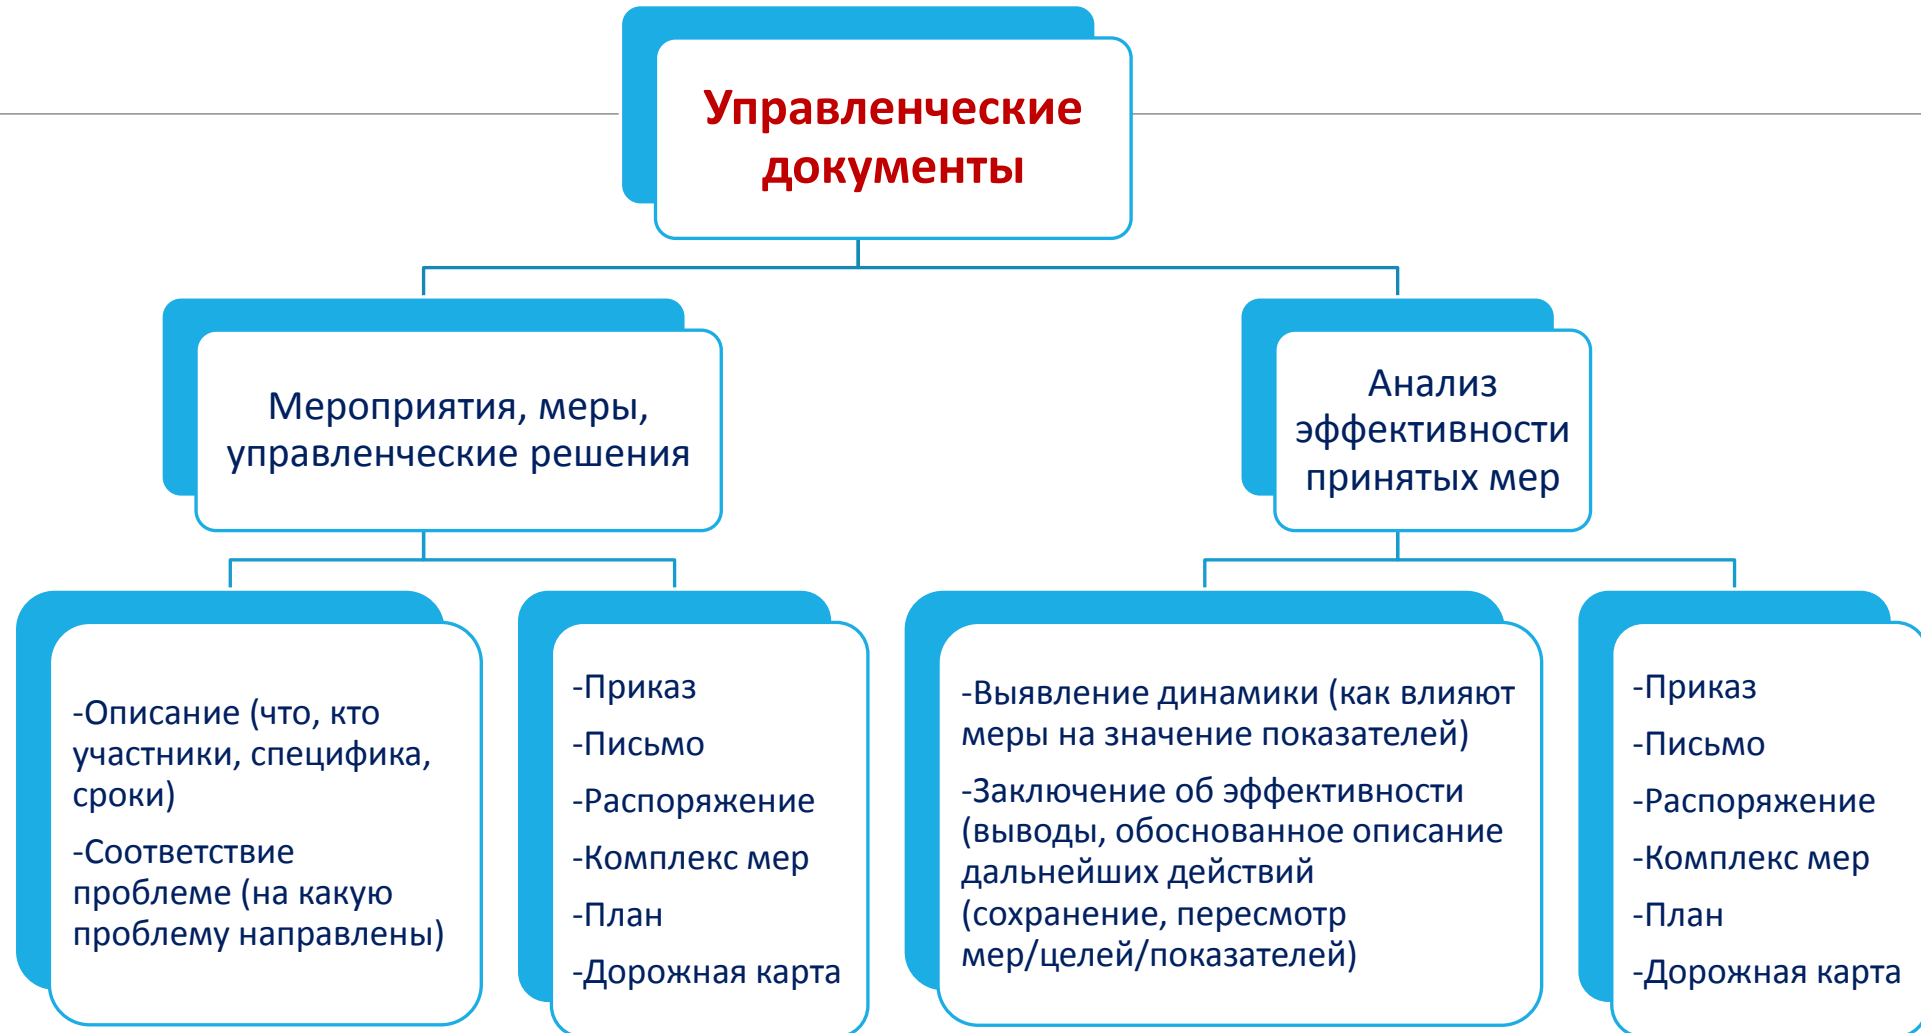 Управленческие
документы
Мероприятия, меры,
управленческие решения
Анализ
эффективности
принятых мер
-Описание (что, кто
участники, специфика,
сроки)
-Соответствие
проблеме (на какую
проблему направлены)
-Приказ
-Письмо
-Распоряжение
-Комплекс мер
-План
-Дорожная карта
-Выявление динамики (как влияют
меры на значение показателей)
-Заключение об эффективности
(выводы, обоснованное описание
дальнейших действий
(сохранение, пересмотр
мер/целей/показателей)
-Приказ
-Письмо
-Распоряжение
-Комплекс мер
-План
-Дорожная карта